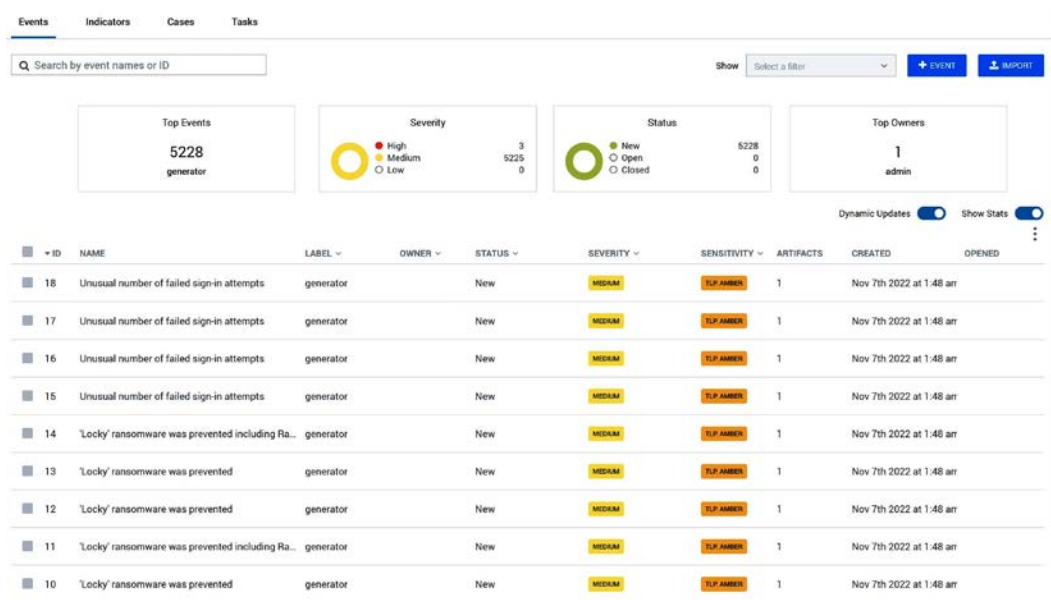 Events Indicators Cases Tasks
Search by event names or ID Show Select a filter + EVENT IMPORT
Top Events Severity Status Top Owners
5228 High 3 New 5228 1
generator Medium 5225 Open 0 admin
Low 0 Closed 0
Dynamic Updates Show Stats
ID NAME LABEL OWNER STATUS SEVERITY SENSITIVITY ARTIFACTS CREATED OPENED
18 Unusual number of failed sign-in attempts generator New MEDIUM TLP:AMBER 1 Nov 7th 2022 at 1:48 am
17 Unusual number of failed sign-in attempts generator New MEDIUM TLP:AMBER 1 Nov 7th 2022 at 1:48 am
16 Unusual number of failed sign-in attempts generator New MEDIUM TLP:AMBER 1 Nov 7th 2022 at 1:48 am
15 Unusual number of failed sign-in attempts generator New MEDIUM TLP:AMBER 1 Nov 7th 2022 at 1:48 am
14 'Locky' ransomware was prevented including Ra... generator New MEDIUM TLP:AMBER 1 Nov 7th 2022 at 1:48 am
13 'Locky' ransomware was prevented generator New MEDIUM TLP:AMBER 1 Nov 7th 2022 at 1:48 am
12 'Locky' ransomware was prevented generator New MEDIUM TLP:AMBER 1 Nov 7th 2022 at 1:48 am
11 'Locky' ransomware was prevented including Ra... generator New MEDIUM TLP:AMBER 1 Nov 7th 2022 at 1:48 am
10 'Locky' ransomware was prevented generator New MEDIUM TLP:AMBER 1 Nov 7th 2022 at 1:48 am